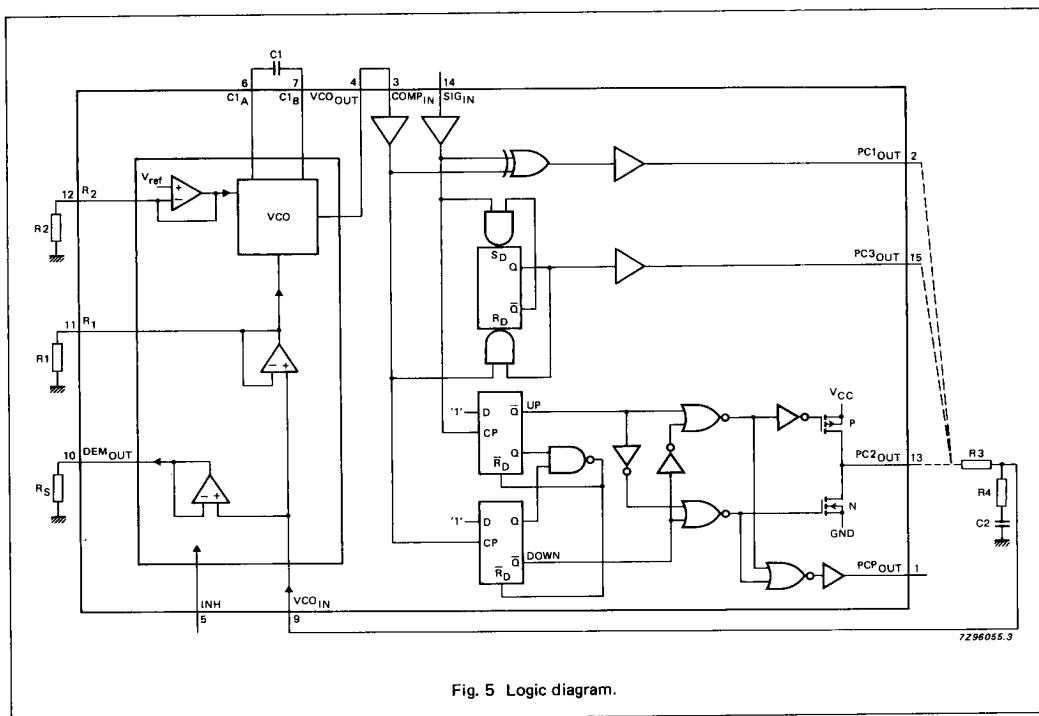 C1
6 7 4 3 14
C1A C1B VCOOUT COMPIN SIGIN
PC1OUT 2
Vref
+
−
12 R2
R2
VCO
SD
Q
Q̅
RD
PC3OUT 15
11 R1
R1
− +
'1' D Q̅ UP
CP
Q
R̅D
VCC
P
10 DEMOUT
RS
− +
PC2OUT 13
R3
R4
C2
'1' D Q
CP
Q̅ DOWN
R̅D
N
GND
PCPOUT 1
INH
5
VCOIN
9
7Z96055.3
Fig. 5 Logic diagram.